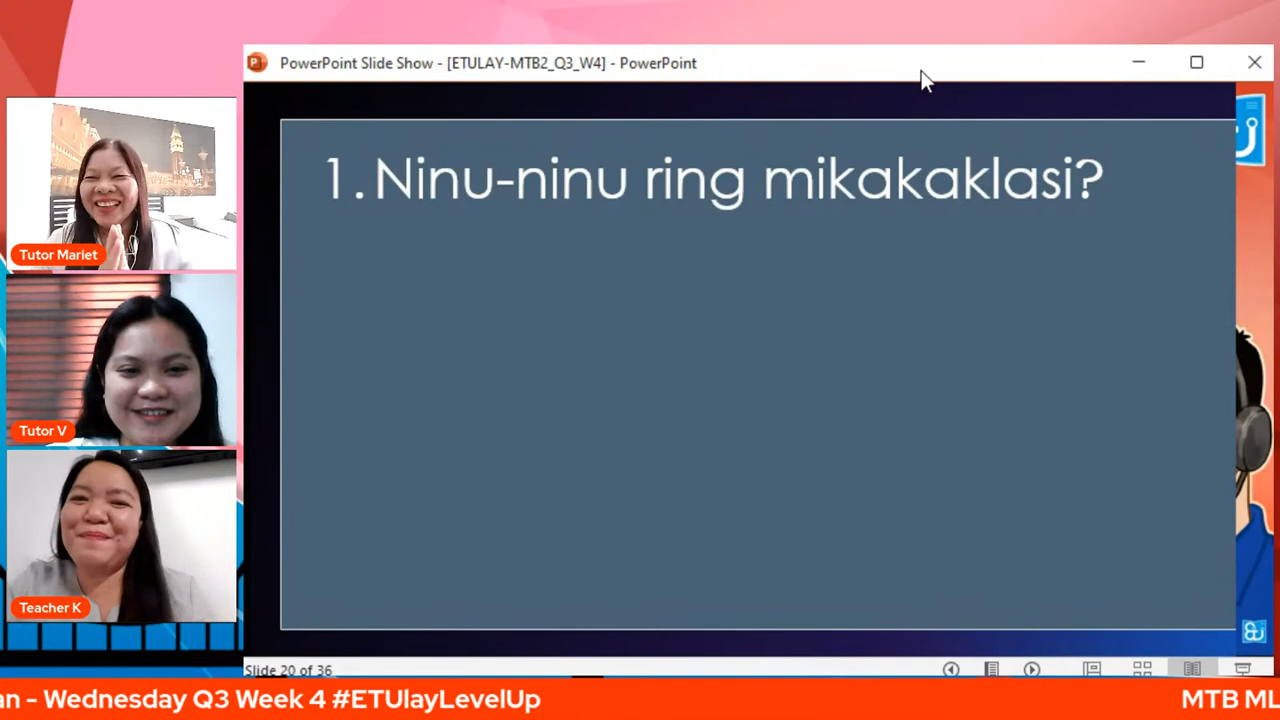 PowerPoint Slide Show - [ETULAY-MTB2_Q3_W4] - PowerPoint
1. Ninu-ninu ring mikakaklasi?
Tutor Mariet
Tutor V
Teacher K
Slide 20 of 36
an - Wednesday Q3 Week 4 #ETUlayLevelUp
MTB ML